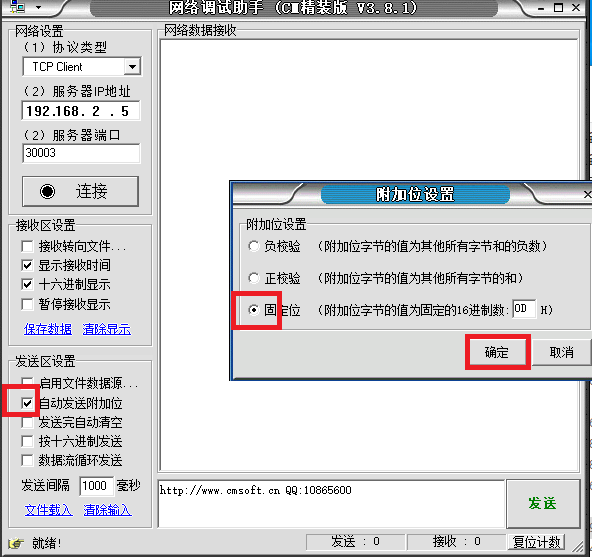 网络调试助手 (CM精装版 V3.8.1)
网络设置
(1) 协议类型
TCP Client
(2) 服务器IP地址
192.168. 2 . 5
(2) 服务器端口
30003
连接
接收区设置
接收转向文件...
显示接收时间
十六进制显示
暂停接收显示
保存数据 清除显示
发送区设置
启用文件数据源...
自动发送附加位
发送完自动清空
按十六进制发送
数据流循环发送
发送间隔 1000 毫秒
文件载入 清除输入
网络数据接收
附加位设置
附加位设置
负校验 (附加位字节的值为其他所有字节和的负数)
正校验 (附加位字节的值为其他所有字节的和)
固定位 (附加位字节的值为固定的16进制数: 0D H)
确定 取消
http://www.cmsoft.cn QQ:10865600
发送
就绪! 发送 : 0 接收 : 0 复位计数